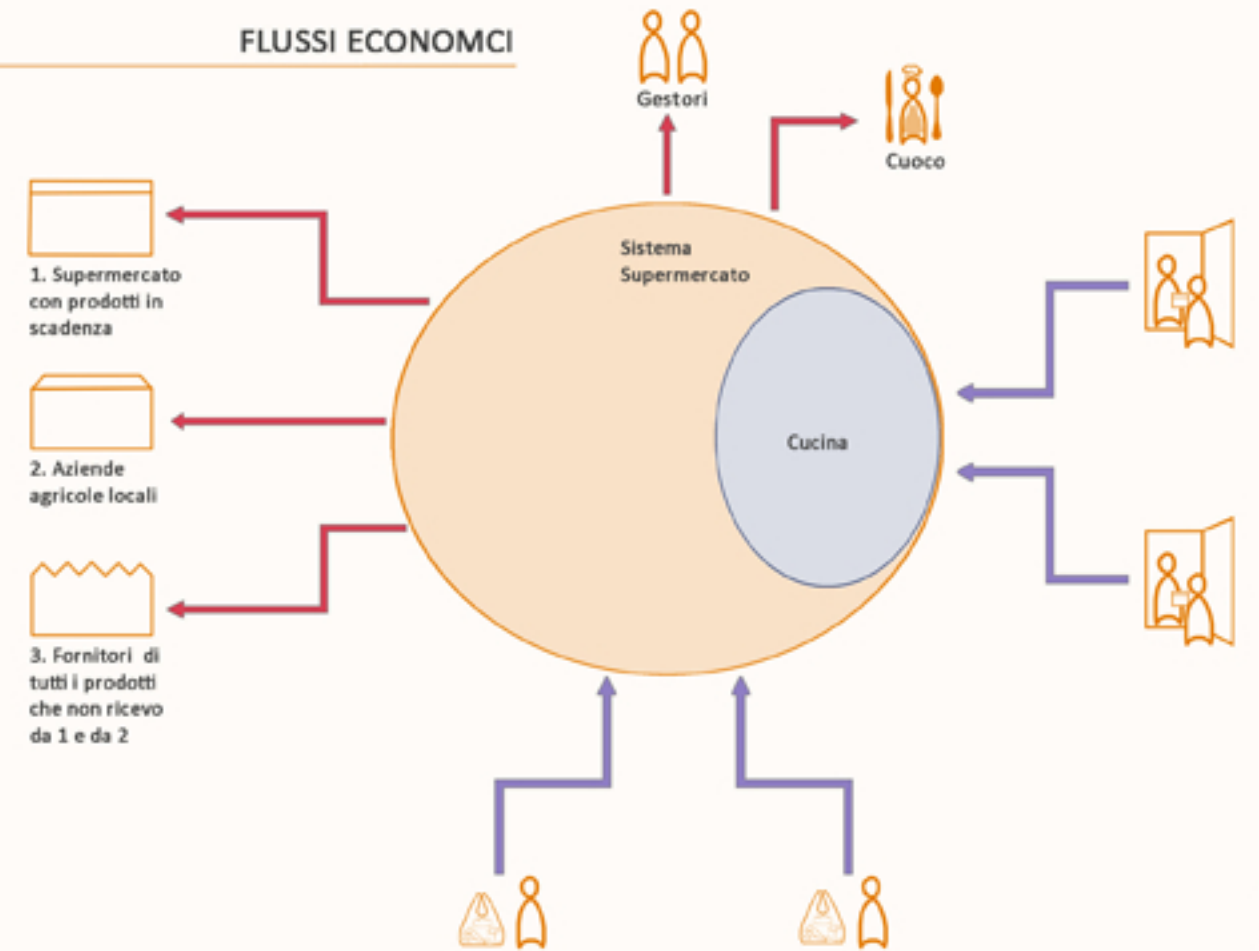 FLUSSI ECONOMCI
Gestori
Cuoco
1. Supermercato
con prodotti in
scadenza
Sistema
Supermercato
2. Aziende
agricole locali
Cucina
3. Fornitori di
tutti i prodotti
che non ricevo
da 1 e da 2